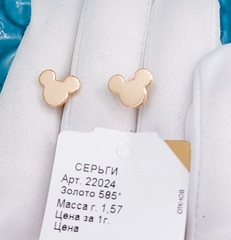 СЕРЬГИ
Арт. 22024
Золото 585*
Масса г. 1,57
Цена за 1г.
Цена